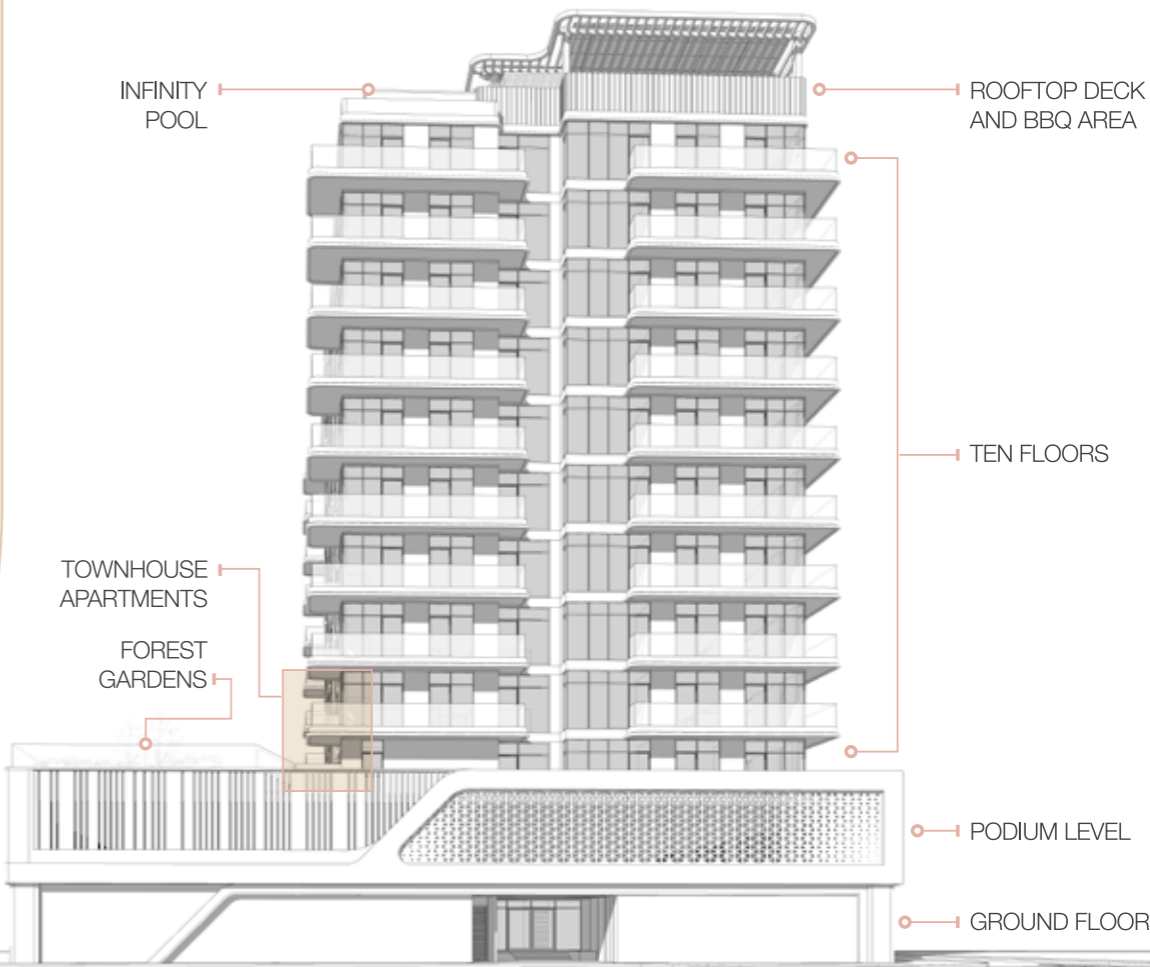 INFINITY
POOL
ROOFTOP DECK
AND BBQ AREA
TEN FLOORS
TOWNHOUSE
APARTMENTS
FOREST
GARDENS
PODIUM LEVEL
GROUND FLOOR